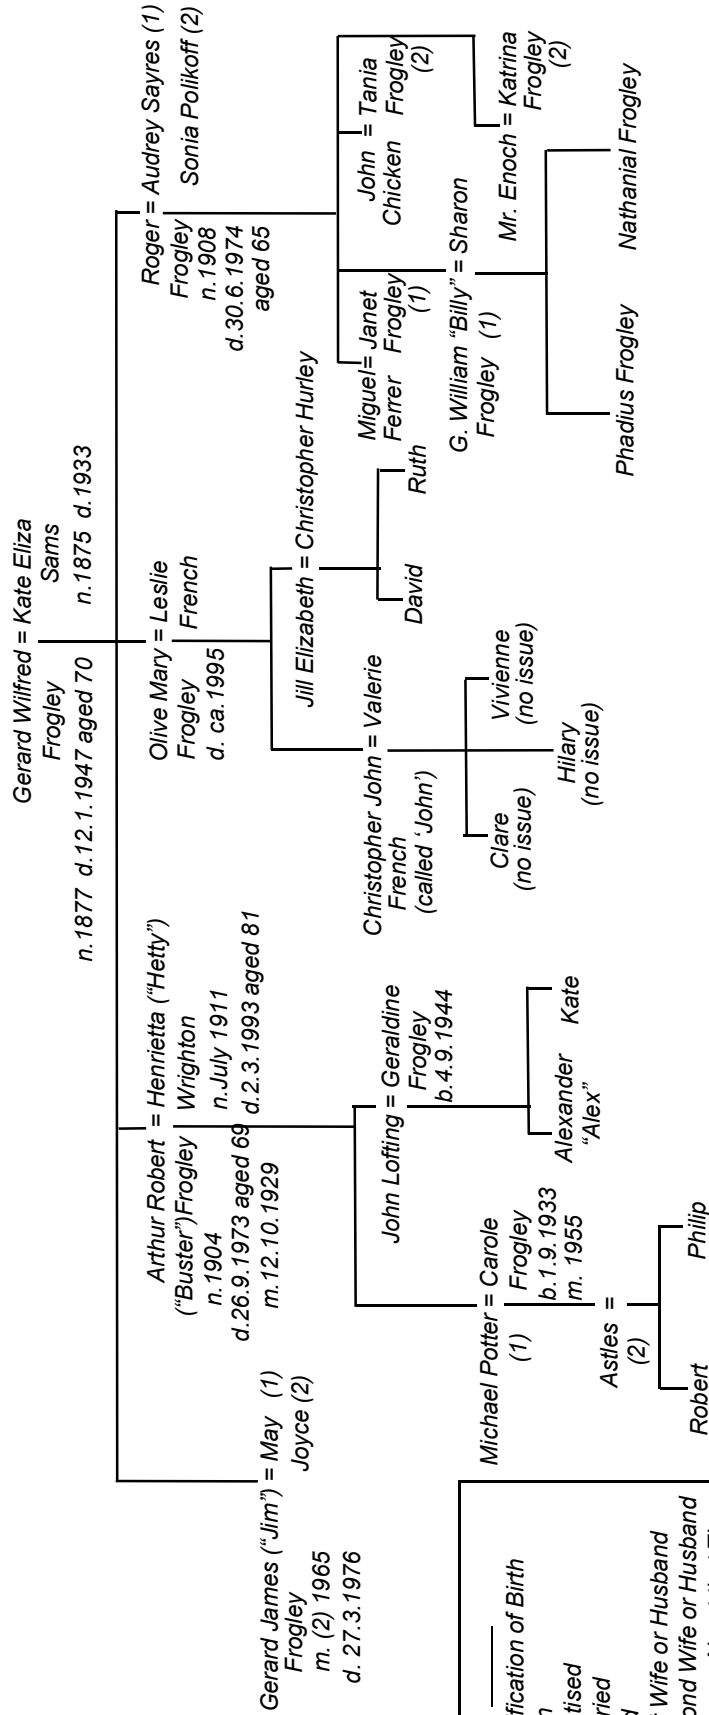 Gerard Wilfred = Kate Eliza
Frogley Sams
n.1877 d.12.1.1947 aged 70 n.1875 d.1933
Gerard James ("Jim") = May (1)
Frogley Joyce (2)
m. (2) 1965
d. 27.3.1976
Arthur Robert = Henrietta ("Hetty")
("Buster")Frogley Wrighton
n.1904 n.July 1911
d.26.9.1973 aged 69 d.2.3.1993 aged 81
m.12.10.1929
Olive Mary = Leslie
Frogley French
d. ca.1995
Roger = Audrey Sayres (1)
Frogley Sonia Polikoff (2)
n.1908
d.30.6.1974
aged 65
Michael Potter = Carole
(1) Frogley
b.1.9.1933
m. 1955
Astles =
(2)
Robert Philip
John Lofting = Geraldine
Frogley
b.4.9.1944
Alexander Kate
"Alex"
Christopher John = Valerie
French
(called 'John')
Clare Vivienne
(no issue) (no issue)
Hilary
(no issue)
Jill Elizabeth = Christopher Hurley
David Ruth
Miguel= Janet
Ferrer Frogley
(1)
John = Tania
Chicken Frogley
(2)
G. William "Billy" = Sharon
Frogley (1)
Mr. Enoch = Katrina
Frogley
(2)
Phadius Frogley Nathanial Frogley
of Birth
Wife or Husband
Wife or Husband